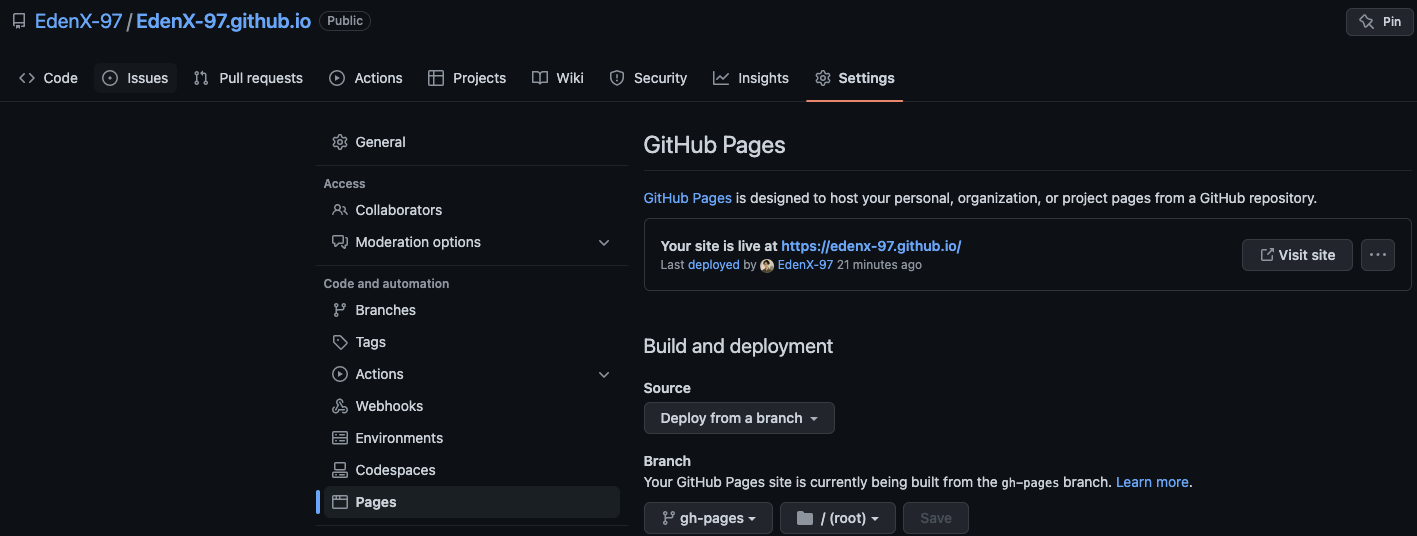 EdenX-97 / EdenX-97.github.io Public
Pin
Code Issues Pull requests Actions Projects Wiki Security Insights Settings
General
Access
Collaborators
Moderation options
Code and automation
Branches
Tags
Actions
Webhooks
Environments
Codespaces
Pages
GitHub Pages
GitHub Pages is designed to host your personal, organization, or project pages from a GitHub repository.
Your site is live at https://edenx-97.github.io/
Last deployed by EdenX-97 21 minutes ago
Visit site
Build and deployment
Source
Deploy from a branch
Branch
Your GitHub Pages site is currently being built from the gh-pages branch. Learn more.
gh-pages / (root) Save